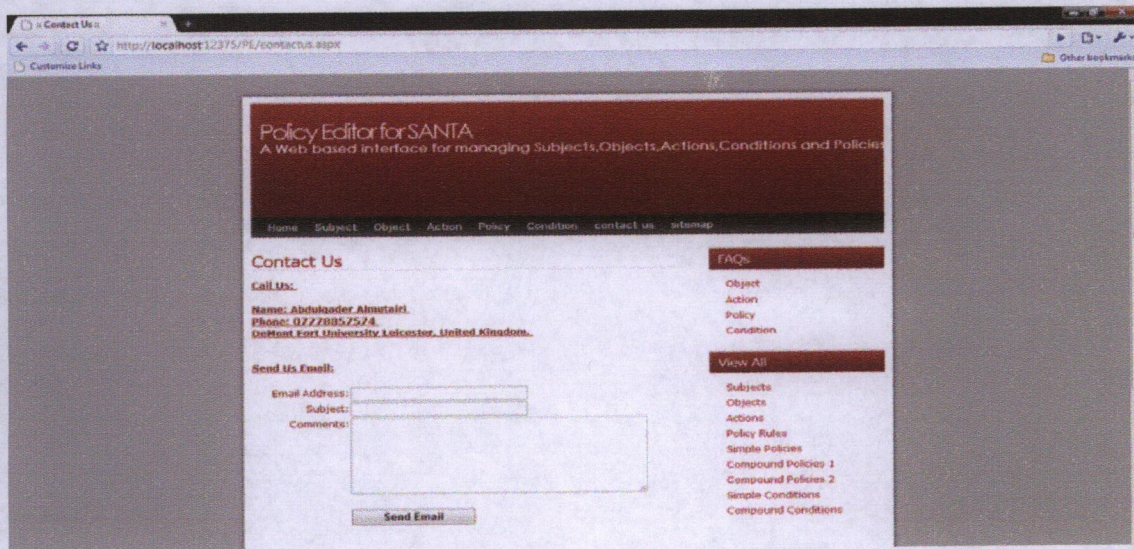 :: Contact Us ::
http://localhost:12375/PE/contactus.aspx
Customize Links
Other bookmarks
Policy Editor for SANTA
A Web based interface for managing Subjects,Objects,Actions,Conditions and Policies
Home Subject Object Action Policy Condition contact us sitemap
Contact Us
Call Us:
Name: Abdulqader Almutairi
Phone: 07778857574
DeMont Fort University Leicester, United Kingdom.
Send Us Email:
Email Address:
Subject:
Comments:
Send Email
FAQs
Object
Action
Policy
Condition
View All
Subjects
Objects
Actions
Policy Rules
Simple Policies
Compound Policies 1
Compound Policies 2
Simple Conditions
Compound Conditions